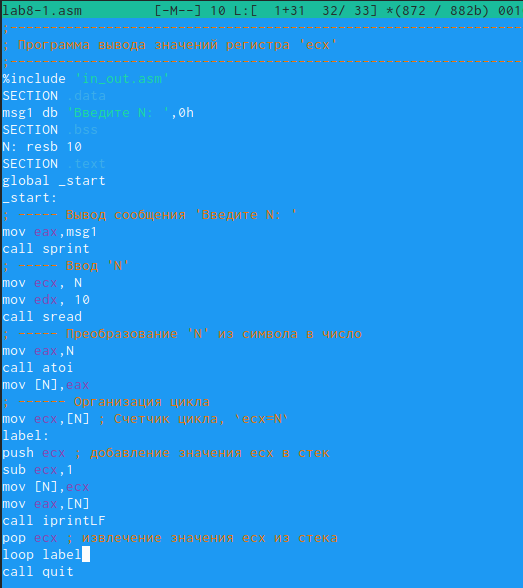 lab8-1.asm [-M--] 10 L:[ 1+31 32/ 33] *(872 / 882b) 001
;------------------------------------------------------------------
; Программа вывода значений регистра 'ecx'
;------------------------------------------------------------------
%include 'in_out.asm'
SECTION .data
msg1 db 'Введите N: ',0h
SECTION .bss
N: resb 10
SECTION .text
global _start
_start:
; ----- Вывод сообщения 'Введите N: '
mov eax,msg1
call sprint
; ----- Ввод 'N'
mov ecx, N
mov edx, 10
call sread
; ----- Преобразование 'N' из символа в число
mov eax,N
call atoi
mov [N],eax
; ------ Организация цикла
mov ecx,[N] ; Счетчик цикла, `ecx=N`
label:
push ecx ; добавление значения ecx в стек
sub ecx,1
mov [N],ecx
mov eax,[N]
call iprintLF
pop ecx ; извлечение значения ecx из стека
loop label
call quit